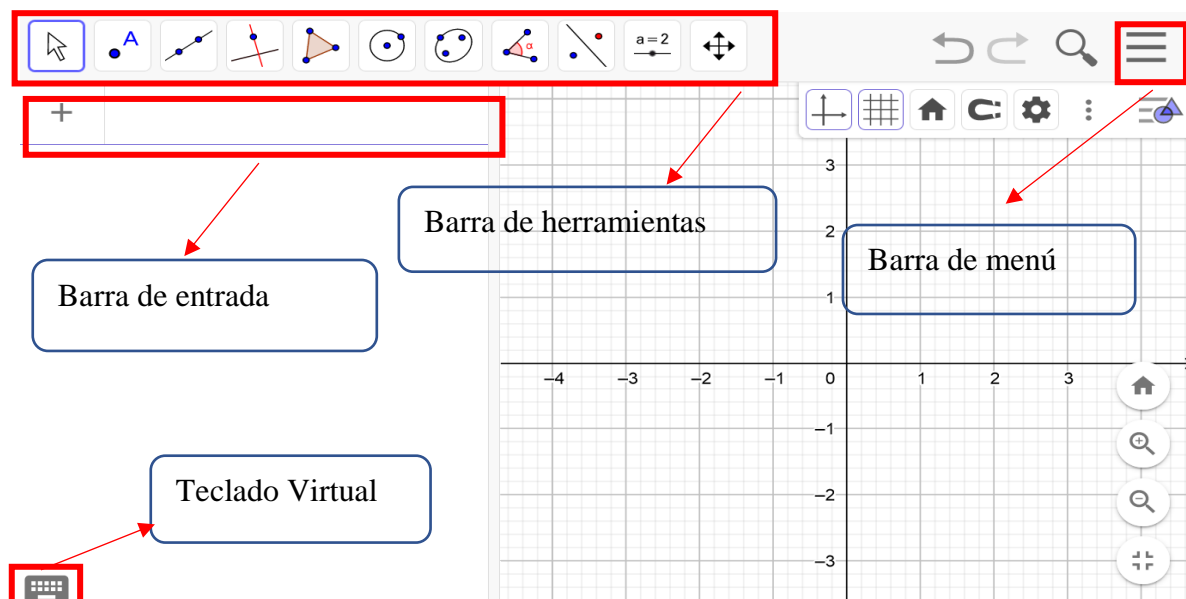 A
α
a = 2
+
3
Barra de herramientas
2
Barra de menú
Barra de entrada
1
–4 –3 –2 –1 0 1 2 3
–1
Teclado Virtual
–2
–3